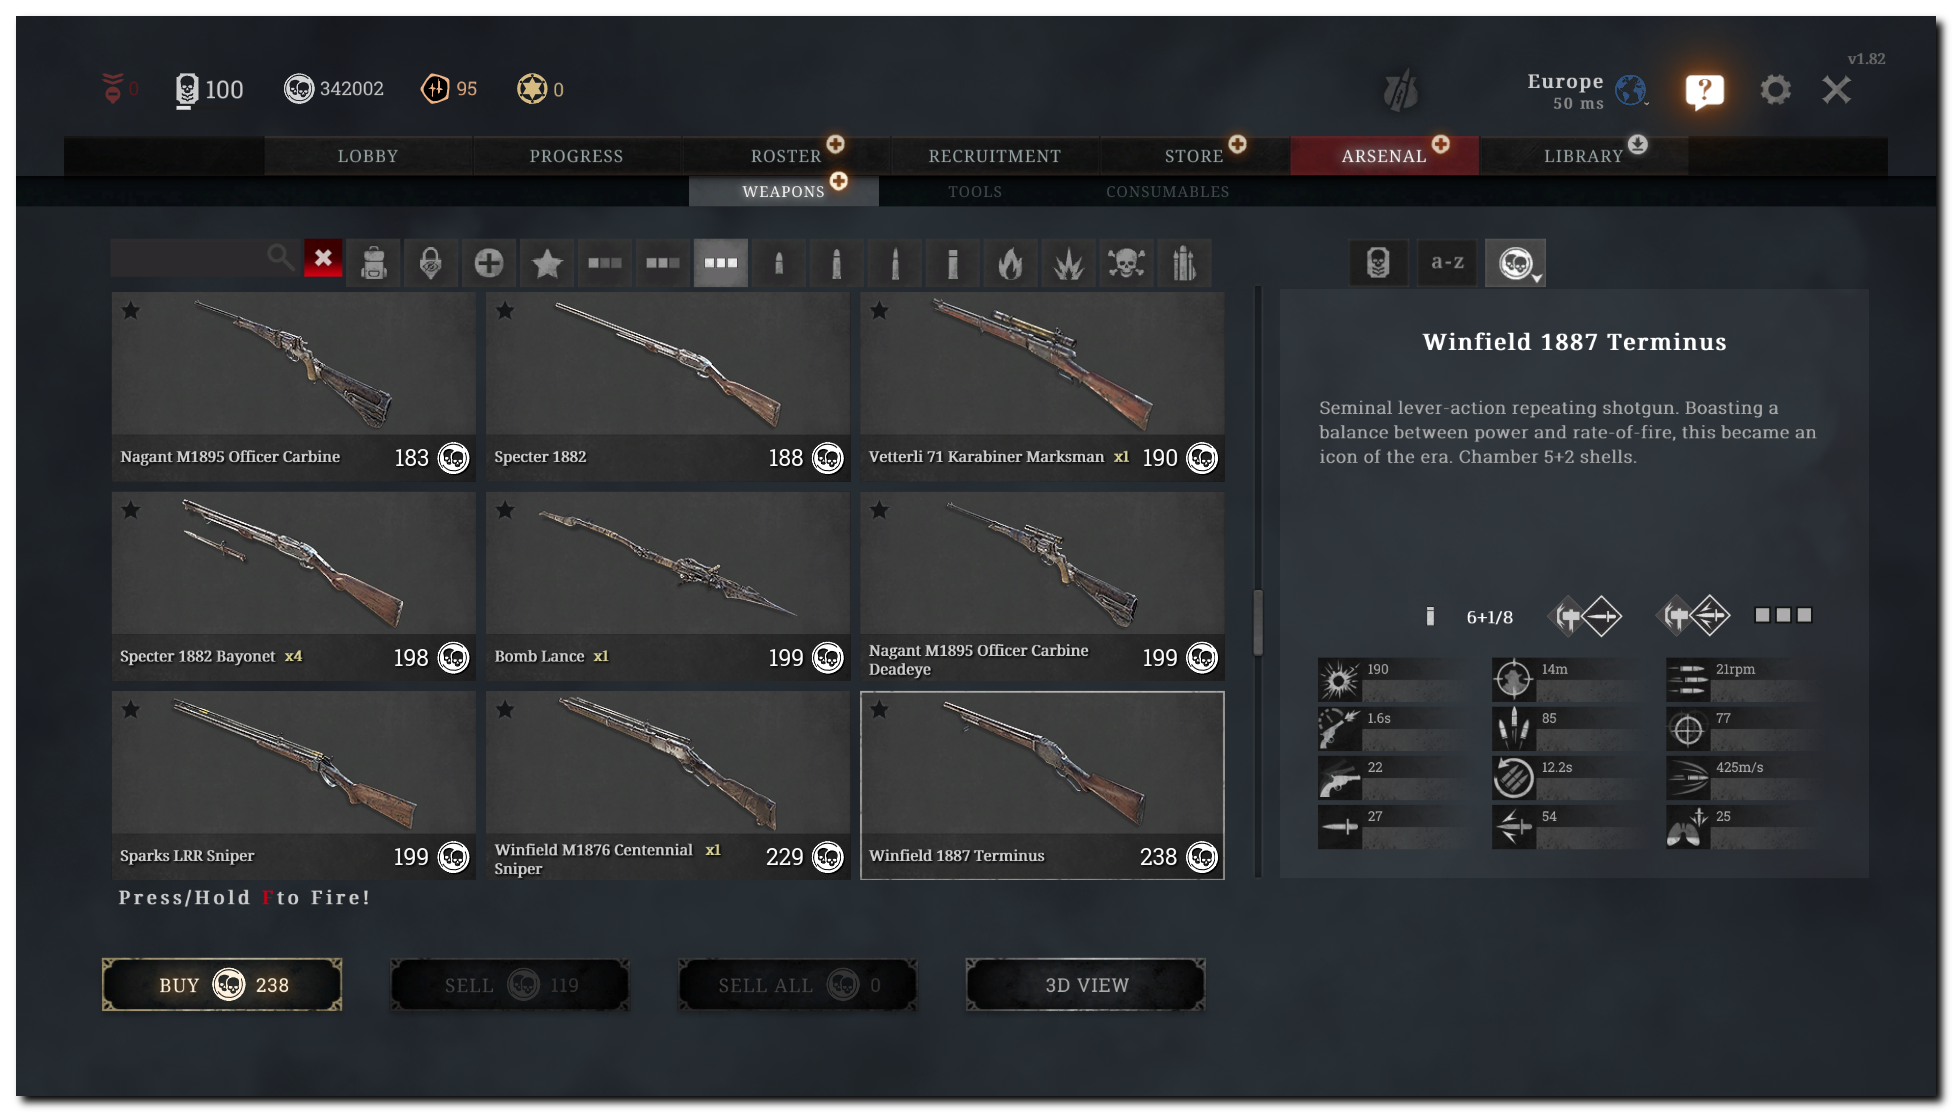 v1.82
0
100
342002
95
0
Europe
50 ms
?
LOBBY
PROGRESS
ROSTER
RECRUITMENT
STORE
ARSENAL
LIBRARY
WEAPONS
TOOLS
CONSUMABLES
a-z
Nagant M1895 Officer Carbine
183
Specter 1882
188
Vetterli 71 Karabiner Marksman x1
190
Specter 1882 Bayonet x4
198
Bomb Lance x1
199
Nagant M1895 Officer Carbine
Deadeye
199
Sparks LRR Sniper
199
Winfield M1876 Centennial x1
Sniper
229
Winfield 1887 Terminus
238
Winfield 1887 Terminus
Seminal lever-action repeating shotgun. Boasting a
balance between power and rate-of-fire, this became an
icon of the era. Chamber 5+2 shells.
6+1/8
190
14m
21rpm
1.6s
85
77
22
12.2s
425m/s
27
54
25
Press/Hold F to Fire!
BUY 238
SELL 119
SELL ALL 0
3D VIEW